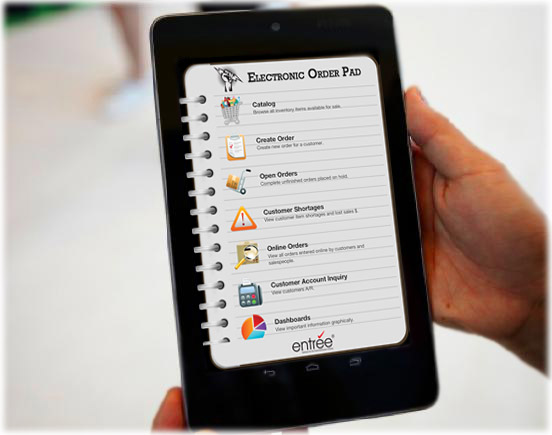 ELECTRONIC ORDER PAD
Catalog
Browse all inventory items available for sale.
Create Order
Create new order for a customer.
Open Orders
Complete unfinished orders placed on hold.
Customer Shortages
View customer item shortages and lost sales $
Online Orders
View all orders entered online by customers and
salespeople.
Customer Account Inquiry
View customers A/R.
Dashboards
View important information graphically.
entrée